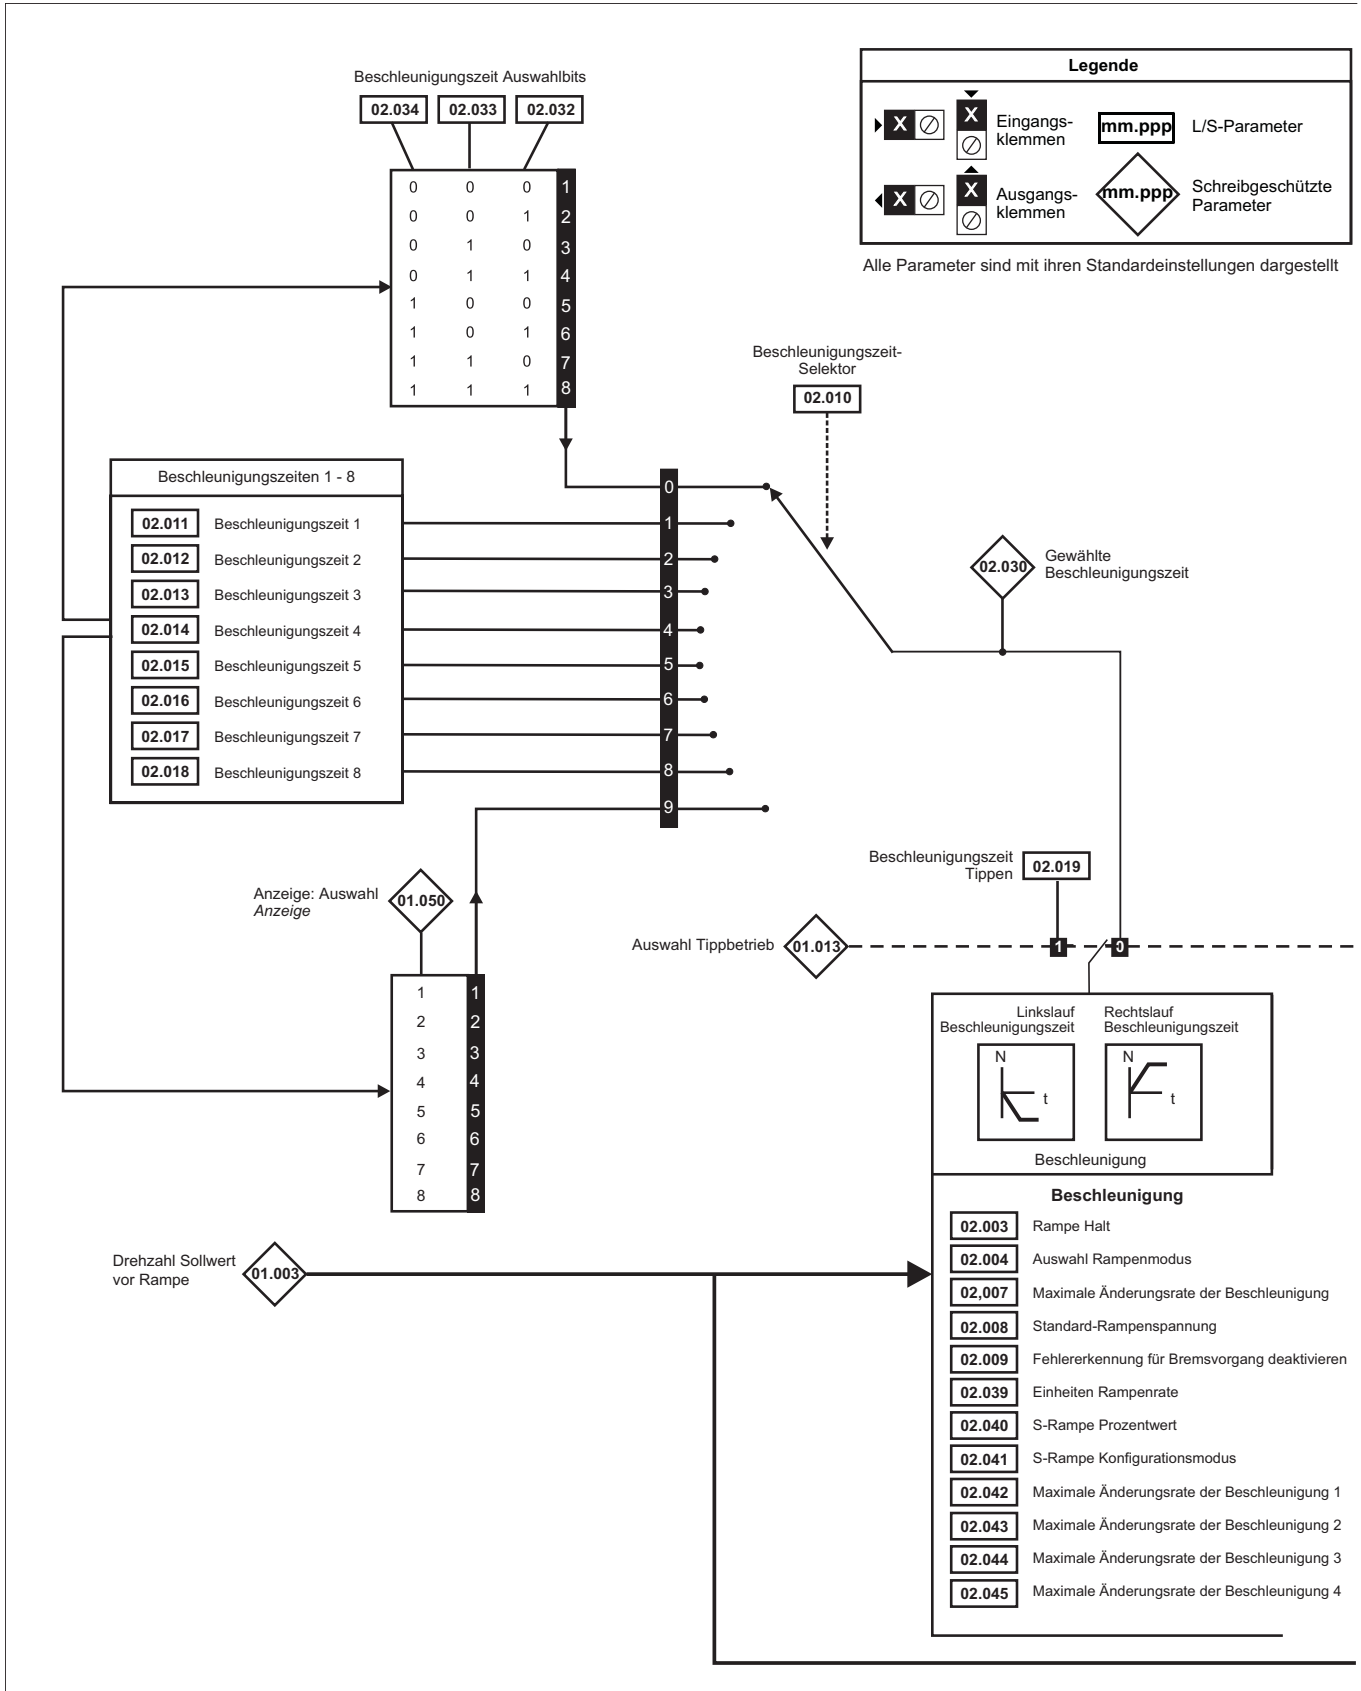 Legende
X
X
Eingangs-
klemmen
mm.ppp
L/S-Parameter
X
X
Ausgangs-
klemmen
mm.ppp
Schreibgeschützte
Parameter
Alle Parameter sind mit ihren Standardeinstellungen dargestellt
Beschleunigungszeit Auswahlbits
02.034 02.033 02.032
0 0 0 1
0 0 1 2
0 1 0 3
0 1 1 4
1 0 0 5
1 0 1 6
1 1 0 7
1 1 1 8
Beschleunigungszeit-
Selektor
02.010
Beschleunigungszeiten 1 - 8
02.011 Beschleunigungszeit 1
02.012 Beschleunigungszeit 2
02.013 Beschleunigungszeit 3
02.014 Beschleunigungszeit 4
02.015 Beschleunigungszeit 5
02.016 Beschleunigungszeit 6
02.017 Beschleunigungszeit 7
02.018 Beschleunigungszeit 8
0
1
2
3
4
5
6
7
8
9
02.030
Gewählte
Beschleunigungszeit
Beschleunigungszeit
Tippen
02.019
Anzeige: Auswahl
Anzeige
01.050
Auswahl Tippbetrieb
01.013
1 0
1 1
2 2
3 3
4 4
5 5
6 6
7 7
8 8
Linkslauf
Beschleunigungszeit
Rechtslauf
Beschleunigungszeit
N
t
N
t
Beschleunigung
Beschleunigung
Drehzahl Sollwert
vor Rampe
01.003
02.003 Rampe Halt
02.004 Auswahl Rampenmodus
02,007 Maximale Änderungsrate der Beschleunigung
02.008 Standard-Rampenspannung
02.009 Fehlererkennung für Bremsvorgang deaktivieren
02.039 Einheiten Rampenrate
02.040 S-Rampe Prozentwert
02.041 S-Rampe Konfigurationsmodus
02.042 Maximale Änderungsrate der Beschleunigung 1
02.043 Maximale Änderungsrate der Beschleunigung 2
02.044 Maximale Änderungsrate der Beschleunigung 3
02.045 Maximale Änderungsrate der Beschleunigung 4